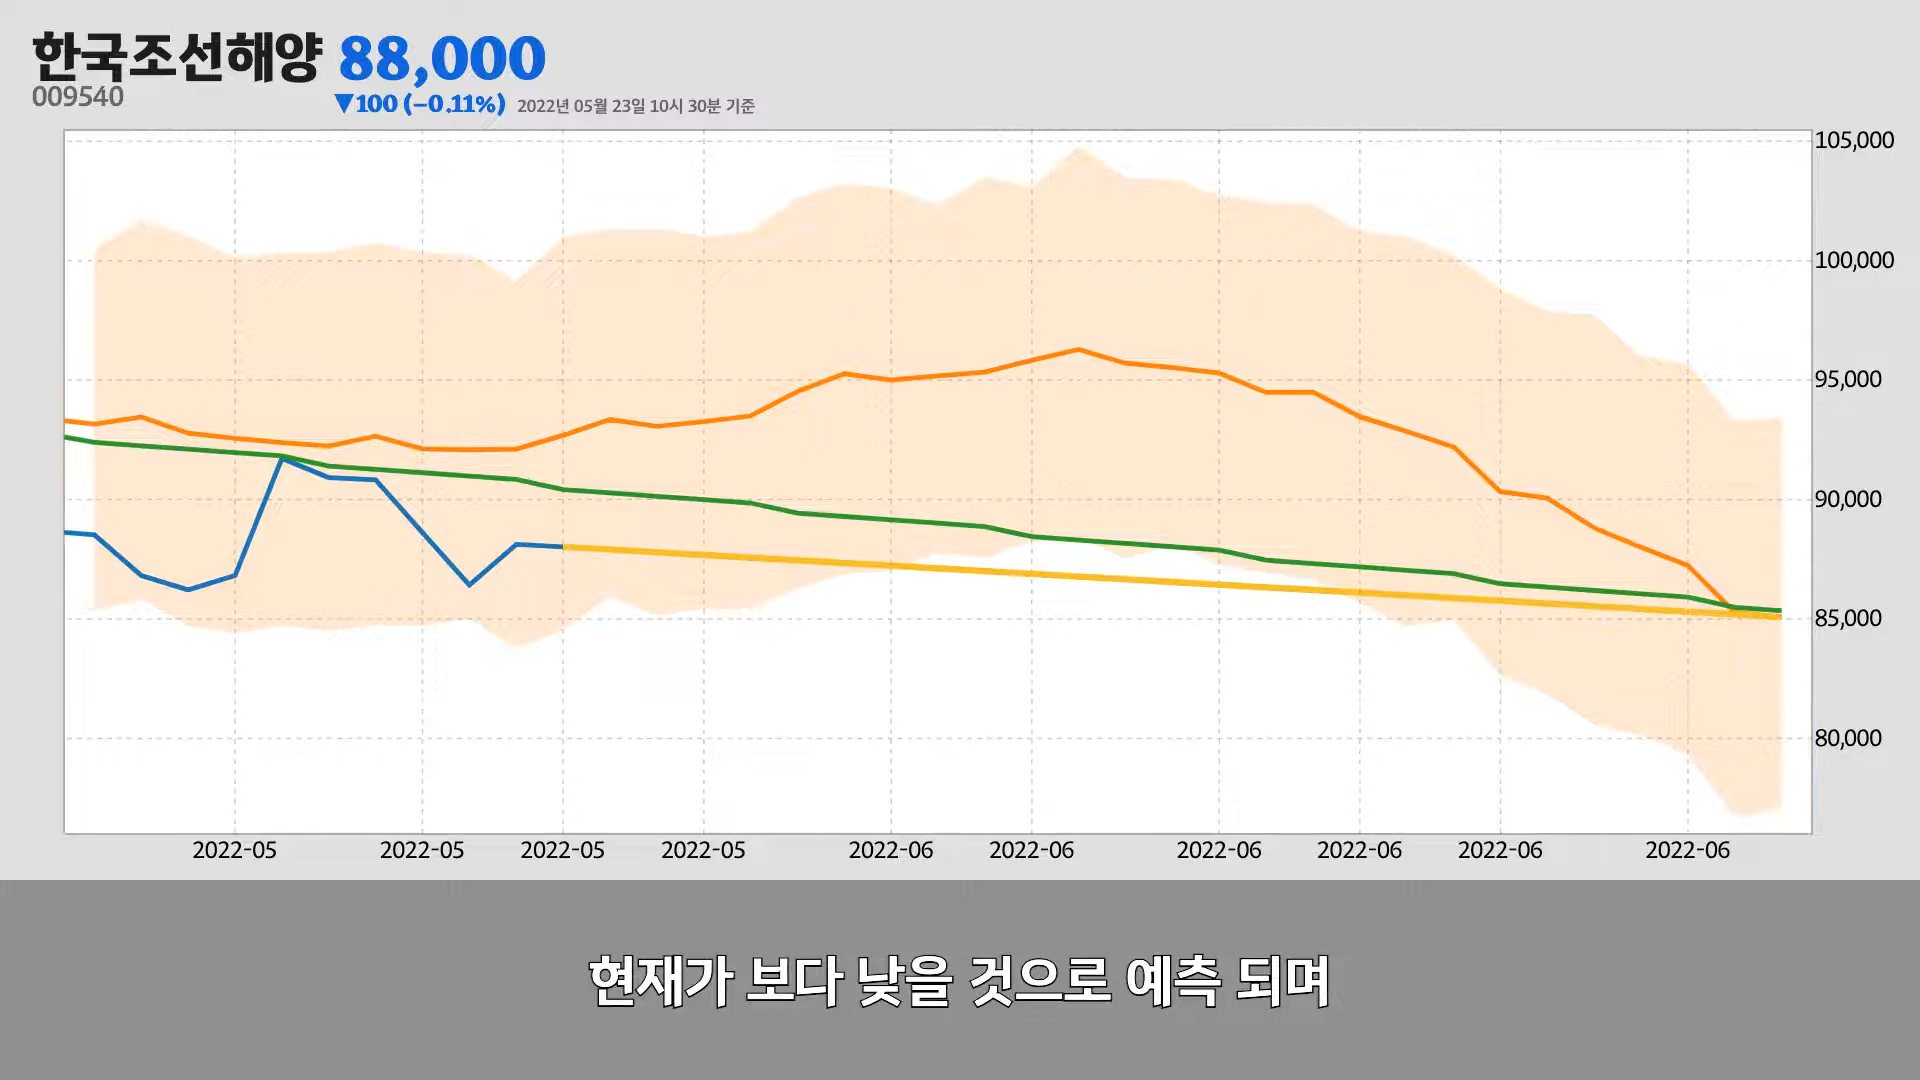 한국조선해양 88,000
009540
▼100 (−0.11%) 2022년 05월 23일 10시 30분 기준
105,000
100,000
95,000
90,000
85,000
80,000
2022-05 2022-05 2022-05 2022-05 2022-06 2022-06 2022-06 2022-06 2022-06 2022-06
현재가 보다 낮을 것으로 예측 되며